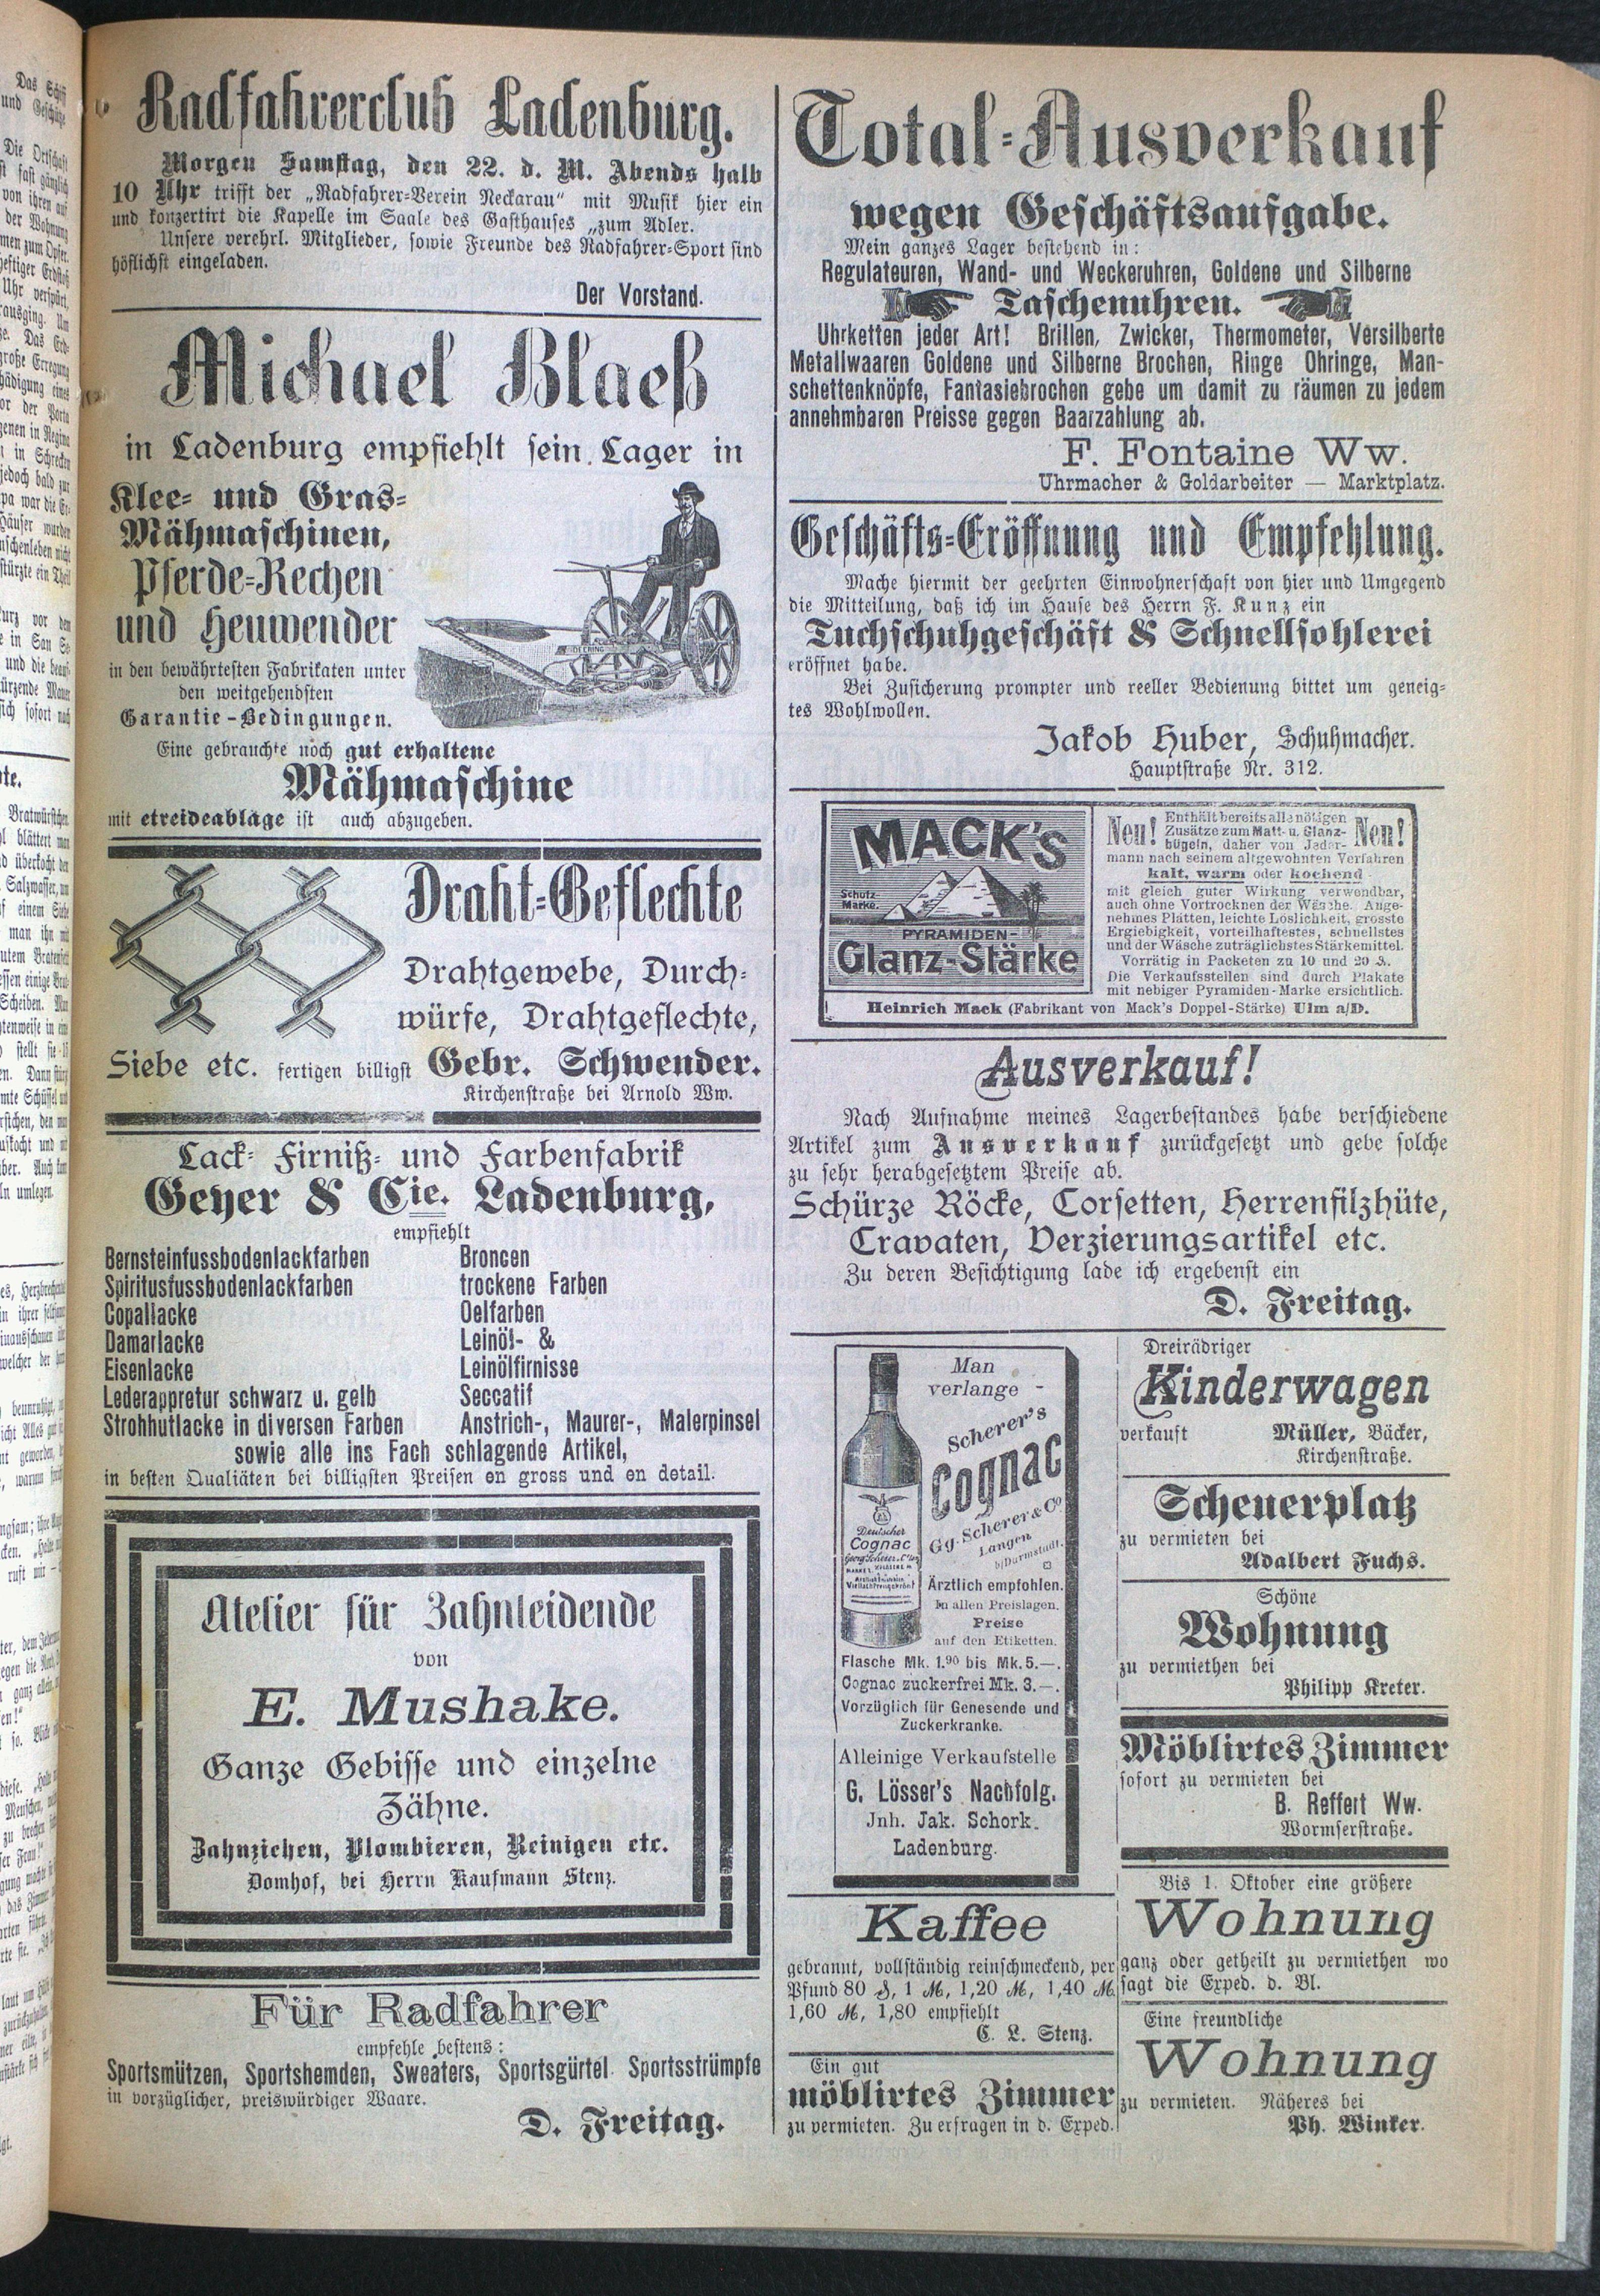 Radfahrerclub Ladenburg.
Morgen Samstag, den 22. d. M. Abends halb
10 Uhr trifft der „Radfahrer-Verein Neckarau“ mit Musik hier ein
und konzertirt die Kapelle im Saale des Gasthauses „zum Adler.
Unsere verehrl. Mitglieder, sowie Freunde des Radfahrer-Sport sind
höflichst eingeladen.
Der Vorstand.
Michael Blaeß
in Ladenburg empfiehlt sein Lager in
Klee- und Gras-
Mähmaschinen,
Pferde-Rechen
und Heuwender
in den bewährtesten Fabrikaten unter
den weitgehendsten
Garantie-Bedingungen.
DEERING
Eine gebrauchte noch gut erhaltene
Mähmaschine
mit etreideablage ist auch abzugeben.
Draht-Geflechte
Drahtgewebe, Durch-
würfe, Drahtgeflechte,
Siebe etc. fertigen billigst Gebr. Schwender.
Kirchenstraße bei Arnold Ww.
Lack- Firniß- und Farbenfabrik
Geyer & Cie. Ladenburg,
empfiehlt
Bernsteinfussbodenlackfarben
Spiritusfussbodenlackfarben
Copallacke
Damarlacke
Eisenlacke
Lederappretur schwarz u. gelb
Strohhutlacke in diversen Farben
Broncen
trockene Farben
Oelfarben
Leinöl- &
Leinölfirnisse
Seccatif
Anstrich-, Maurer-, Malerpinsel
sowie alle ins Fach schlagende Artikel,
in besten Qualiäten bei billigsten Preisen en gross und en detail.
Atelier für Zahnleidende
von
E. Mushake.
Ganze Gebisse und einzelne
Zähne.
Zahnziehen, Plombieren, Reinigen etc.
Domhof, bei Herrn Kaufmann Stenz.
Für Radfahrer
empfehle bestens:
Sportsmützen, Sportshemden, Sweaters, Sportsgürtel Sportsstrümpfe
in vorzüglicher, preiswürdiger Waare.
D. Freitag.
Total-Ausverkauf
wegen Geschäftsaufgabe.
Mein ganzes Lager bestehend in:
Regulateuren, Wand- und Weckeruhren, Goldene und Silberne
Taschenuhren.
Uhrketten jeder Art! Brillen, Zwicker, Thermometer, Versilberte
Metallwaaren Goldene und Silberne Brochen, Ringe Ohringe, Man-
schettenknöpfe, Fantasiebrochen gebe um damit zu räumen zu jedem
annehmbaren Preisse gegen Baarzahlung ab.
F. Fontaine Ww.
Uhrmacher & Goldarbeiter — Marktplatz.
Geschäfts-Eröffnung und Empfehlung.
Mache hiermit der geehrten Einwohnerschaft von hier und Umgegend
die Mitteilung, daß ich im Hause des Herrn F. Kunz ein
Tuchschuhgeschäft & Schnellsohlerei
eröffnet habe.
Bei Zusicherung prompter und reeller Bedienung bittet um geneig-
tes Wohlwollen.
Jakob Huber, Schuhmacher.
Hauptstraße Nr. 312.
MACK'S
Schutz-
Marke.
PYRAMIDEN-
Glanz-Stärke
Neu! Enthält bereits alle nötigen Neu!
Zusätze zum Matt- u. Glanz-
bügeln, daher von Jeder-
mann nach seinem altgewohnten Verfahren
kalt, warm oder kochend
mit gleich guter Wirkung verwendbar,
auch ohne Vortrocknen der Wäsche. Ange-
nehmes Plätten, leichte Löslichkeit, grösste
Ergiebigkeit, vorteilhaftestes, schnellstes
und der Wäsche zuträglichstes Stärkemittel.
Vorrätig in Packeten zu 10 und 20 ₰.
Die Verkaufsstellen sind durch Plakate
mit nebiger Pyramiden-Marke ersichtlich.
Heinrich Mack (Fabrikant von Mack's Doppel-Stärke) Ulm a/D.
Ausverkauf!
Nach Aufnahme meines Lagerbestandes habe verschiedene
Artikel zum Ausverkauf zurückgesetzt und gebe solche
zu sehr herabgesetztem Preise ab.
Schürze Röcke, Corsetten, Herrenfilzhüte,
Cravaten, Verzierungsartikel etc.
Zu deren Besichtigung lade ich ergebenst ein
D. Freitag.
Man
verlange -
Scherer's
Cognac
Gg. Scherer & Co
Langen
b/Darmstadt.
Deutscher
Cognac
Ärztlich empfohlen.
In allen Preislagen.
Preise
auf den Etiketten.
Flasche Mk. 1.90 bis Mk. 5.—.
Cognac zuckerfrei Mk. 3.—.
Vorzüglich für Genesende und
Zuckerkranke.
Alleinige Verkaufstelle
G. Lösser's Nachfolg.
Jnh. Jak. Schork.
Ladenburg.
Kaffee
gebrannt, vollständig reinschmeckend, per
Pfund 80 ₰, 1 M, 1,20 M, 1,40 M.
1,60 M, 1,80 empfiehlt
C. L. Stenz.
Ein gut
möblirtes Zimmer
zu vermieten. Zu erfragen in d. Exped.
Dreirädriger
Kinderwagen
verkauft Müller, Bäcker,
Kirchenstraße.
Scheuerplatz
zu vermieten bei
Adalbert Fuchs.
Schöne
Wohnung
zu vermiethen bei
Philipp Kreter.
Möblirtes Zimmer
sofort zu vermieten bei
B. Reffert Ww.
Wormserstraße.
Bis 1. Oktober eine größere
Wohnung
ganz oder getheilt zu vermiethen wo
sagt die Exped. d. Bl.
Eine freundliche
Wohnung
zu vermieten. Näheres bei
Ph. Winker.